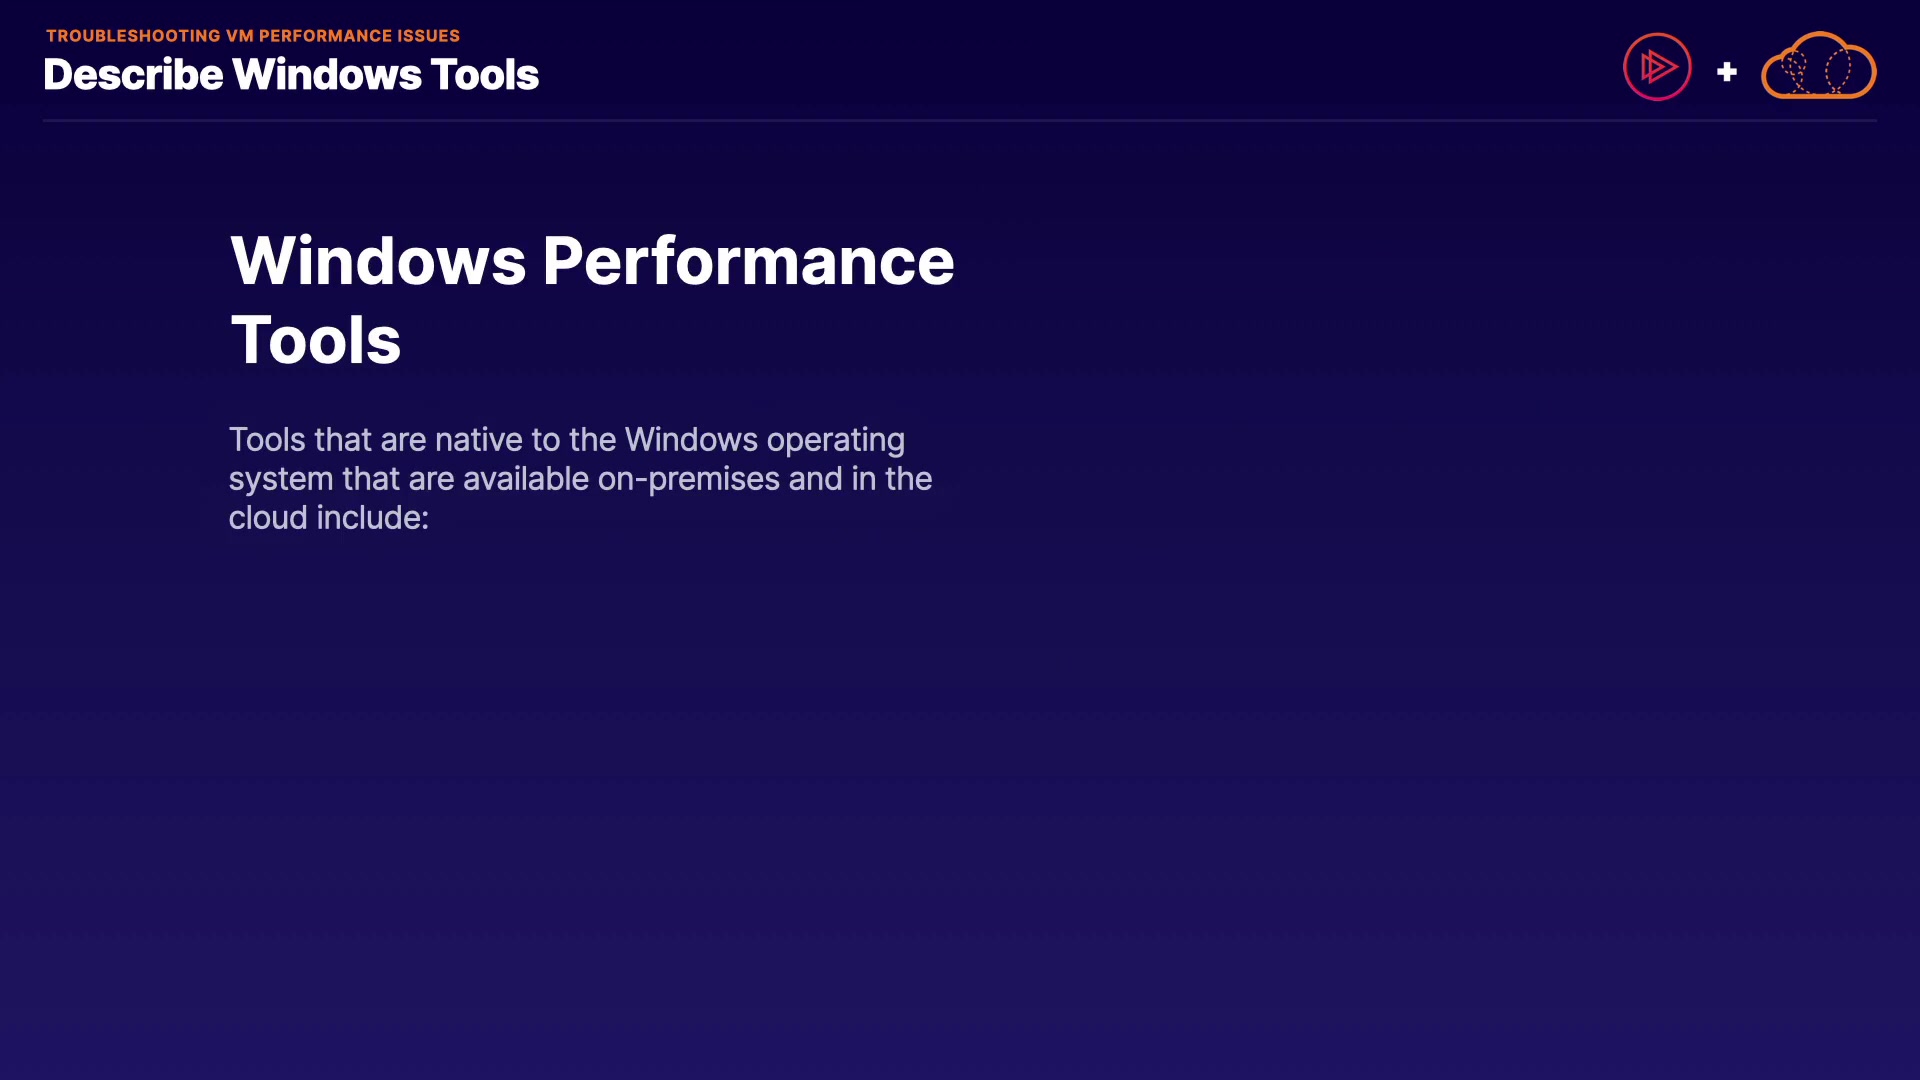 TROUBLESHOOTING VM PERFORMANCE ISSUES
Describe Windows Tools
Windows Performance
Tools
Tools that are native to the Windows operating
system that are available on-premises and in the
cloud include: